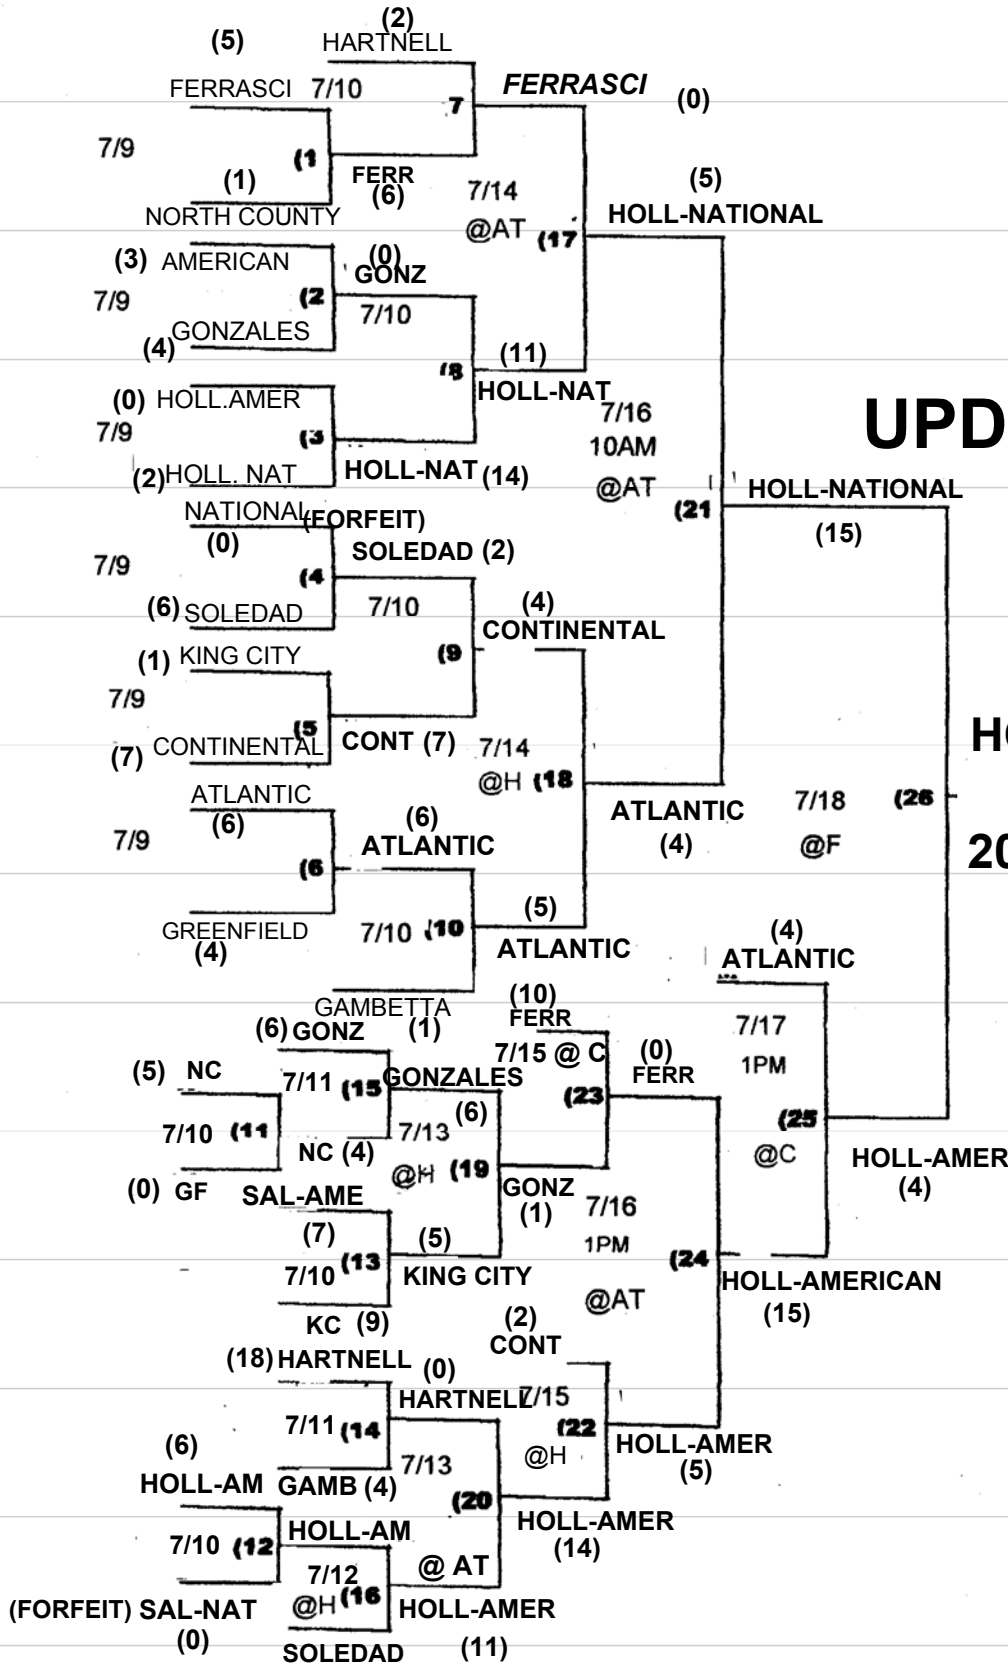 (2)
(5)
HARTNELL
FERRASCI 7/10
FERRASCI
(0)
7
7/9
(1
FERR
(6)
(1)
NORTH COUNTY
7/14
@AT
(17
(5)
HOLL-NATIONAL
(3) AMERICAN
(0)
GONZ
7/9
(2
7/10
(4) GONZALES
(11)
(8
HOLL-NAT
(0) HOLL.AMER
7/9
(3
7/16
10AM
@AT
UPD
(2) HOLL. NAT
HOLL-NAT (14)
(21
HOLL-NATIONAL
(15)
NATIONAL (FORFEIT)
(0)
SOLEDAD (2)
7/9
(4
7/10
(6) SOLEDAD
(4)
CONTINENTAL
(1) KING CITY
(9
7/9
(5
(7) CONTINENTAL
CONT (7)
7/14
@H (18
HO
ATLANTIC
(6)
7/9
(6
(6)
ATLANTIC
ATLANTIC
(4)
7/18
@F
(26
20
GREENFIELD
(4)
7/10 (10
(5)
ATLANTIC
(4)
ATLANTIC
GAMBETTA
(1)
(10)
FERR
7/17
1PM
(6) GONZ
7/15 @ C
(0)
FERR
(5) NC
7/11 (15
GONZALES
(6)
(23
7/10 (11
NC (4)
7/13
@H (19
(25
@C
HOLL-AMER
(4)
(0) GF
SAL-AME
(7)
GONZ
(1)
7/16
1PM
@AT
7/10 (13
(5)
KING CITY
(24
HOLL-AMERICAN
(15)
KC (9)
(2)
CONT
(18) HARTNELL
(0)
HARTNELL
7/15
7/11 (14
(22
@H
HOLL-AMER
(5)
(6)
HOLL-AM
GAMB (4)
7/13
(20
HOLL-AMER
(14)
7/10 (12
HOLL-AM
7/12
@H (16
@ AT
(FORFEIT) SAL-NAT
(0)
HOLL-AMER
(11)
SOLEDAD